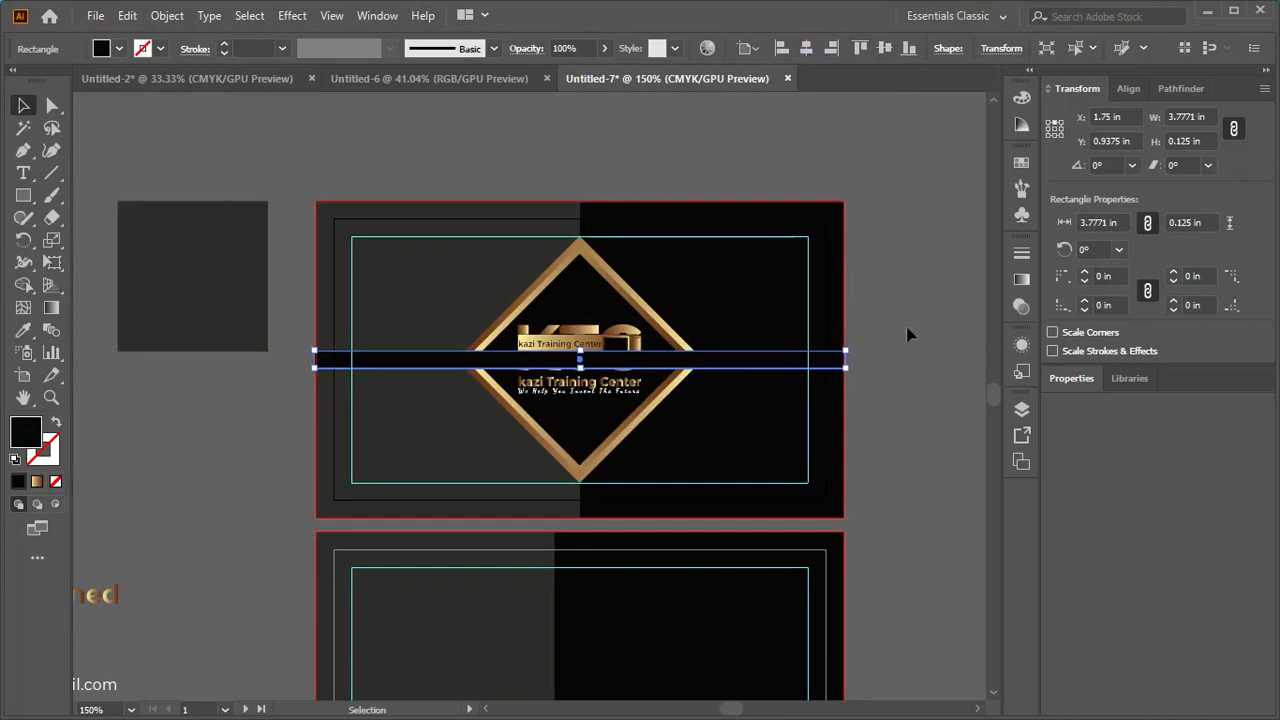 Ai File Edit Object Type Select Effect View Window Help Essentials Classic Search Adobe Stock
Rectangle Stroke: Basic Opacity: 100% Style: Shape: Transform
Untitled-2* @ 33.33% (CMYK/GPU Preview) Untitled-6 @ 41.04% (RGB/GPU Preview) Untitled-7* @ 150% (CMYK/GPU Preview)
Transform Align Pathfinder
X: 1.75 in W: 3.7771 in
Y: 0.9375 in H: 0.125 in
0° 0°
Rectangle Properties:
3.7771 in 0.125 in
0°
0 in 0 in
0 in 0 in
Scale Corners
Scale Strokes & Effects
Properties Libraries
kazi Training Center
kazi Training Center
We Help You Invent The Future
ned
il.com
150% 1 Selection